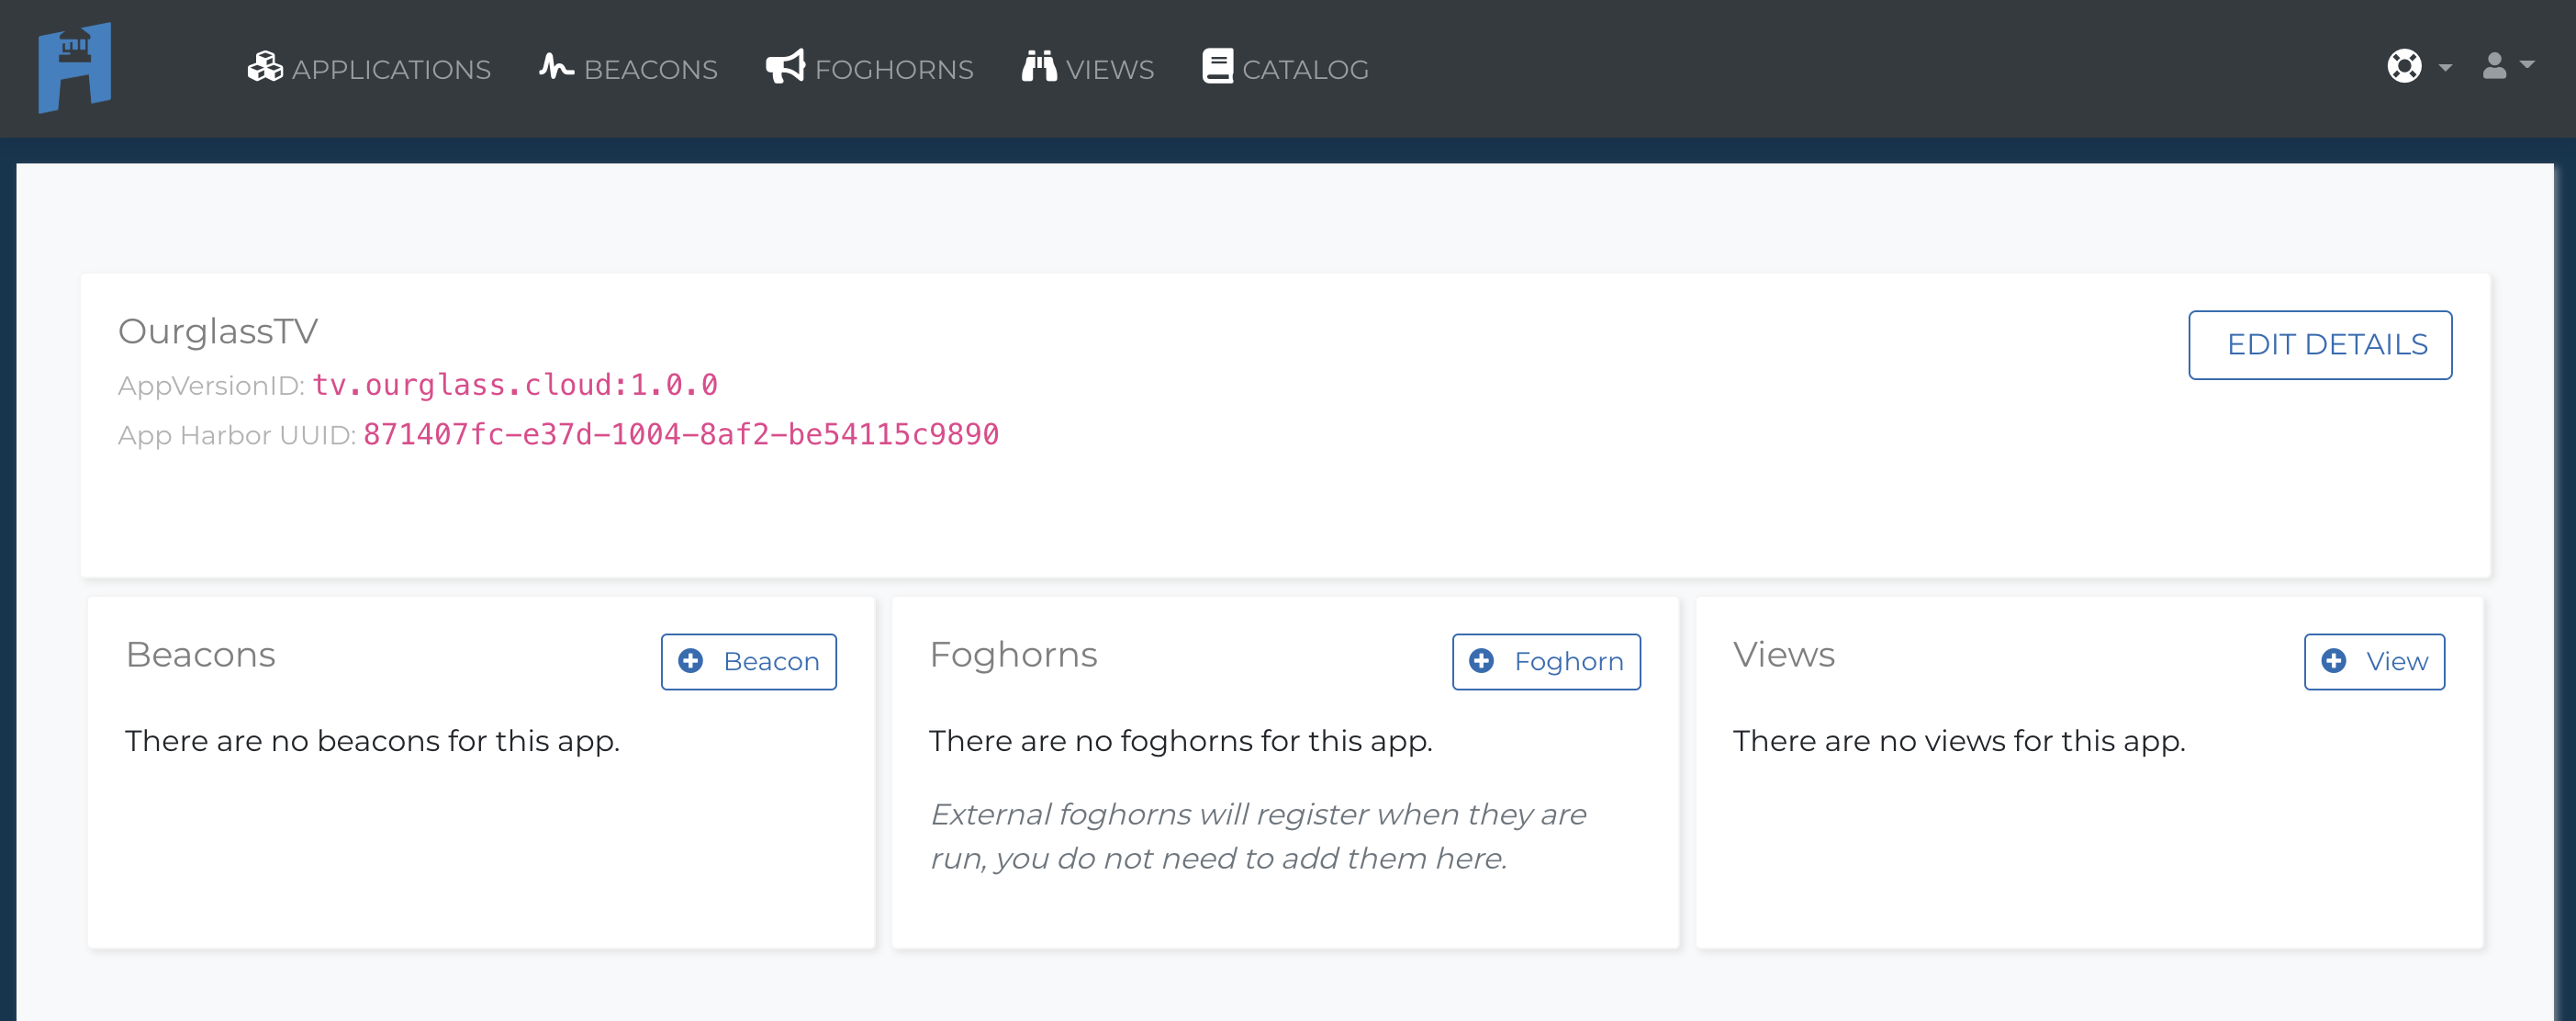 APPLICATIONS BEACONS FOGHORNS VIEWS CATALOG
OurglassTV
EDIT DETAILS
AppVersionID: tv.ourglass.cloud:1.0.0
App Harbor UUID: 871407fc-e37d-1004-8af2-be54115c9890
Beacons
Beacon
There are no beacons for this app.
Foghorns
Foghorn
There are no foghorns for this app.
External foghorns will register when they are
run, you do not need to add them here.
Views
View
There are no views for this app.